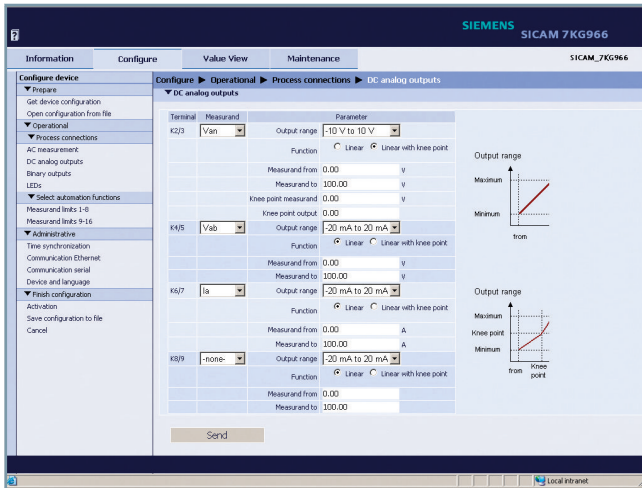 SIEMENS
SICAM 7KG966
?
Information Configure Value View Maintenance SICAM_7KG966
Configure device
Prepare
Get device configuration
Open configuration from file
Operational
Process connections
AC measurement
DC analog outputs
Binary outputs
LEDs
Select automation functions
Measurand limits 1-8
Measurand limits 9-16
Administrative
Time synchronization
Communication Ethernet
Communication serial
Device and language
Finish configuration
Activation
Save configuration to file
Cancel
Configure ▶ Operational ▶ Process connections ▶ DC analog outputs
DC analog outputs
Terminal Measurand Parameter
K2/3 Van Output range -10 V to 10 V
Function Linear Linear with knee point
Measurand from 0.00 V
Measurand to 100.00 V
Knee point measurand 0.00 V
Knee point output 0.00
K4/5 Vab Output range -20 mA to 20 mA
Function Linear Linear with knee point
Measurand from 0.00 V
Measurand to 100.00 V
K6/7 Ia Output range -20 mA to 20 mA
Function Linear Linear with knee point
Measurand from 0.00 A
Measurand to 100.00 A
K8/9 -none- Output range -20 mA to 20 mA
Function Linear Linear with knee point
Measurand from 0.00
Measurand to 100.00
Send
Output range
Maximum
Minimum
from
Output range
Maximum
Knee point
Minimum
from Knee
point
Local intranet